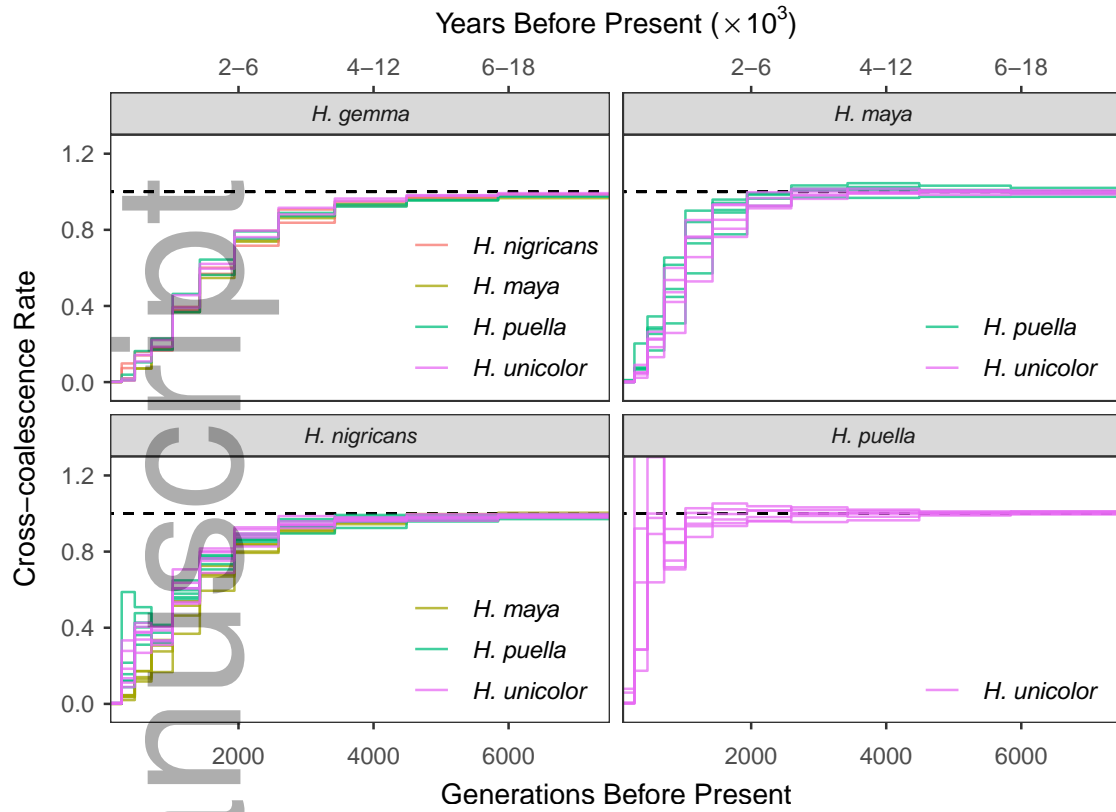 Years Before Present (×10³)
2–6 4–12 6–18 2–6 4–12 6–18
H. gemma H. maya
1.2
0.8
0.4
0.0
H. nigricans
H. maya
H. puella
H. unicolor
H. puella
H. unicolor
Cross−coalescence Rate
H. nigricans H. puella
1.2
0.8
0.4
0.0
H. maya
H. puella
H. unicolor
H. unicolor
2000 4000 6000 2000 4000 6000
Generations Before Present
nuscript